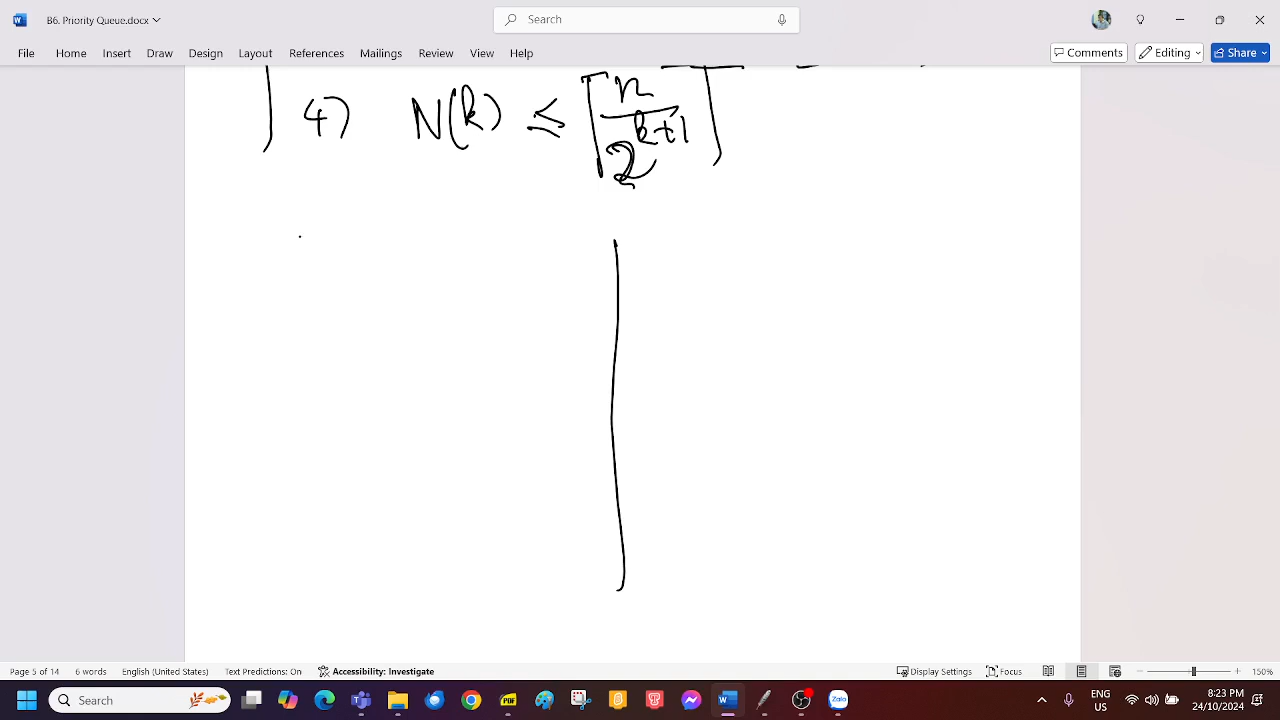 B6. Priority Queue.docx
Search
File Home Insert Draw Design Layout References Mailings Review View Help
Comments Editing Share
4) N(k) ≤ ⌈n / 2^(k+1)⌉
Page 5 of 14 6 words English (United States) Text Predictions: On Accessibility: Investigate Display Settings Focus 150%
Search PDF Zalo ENG US 8:23 PM 24/10/2024